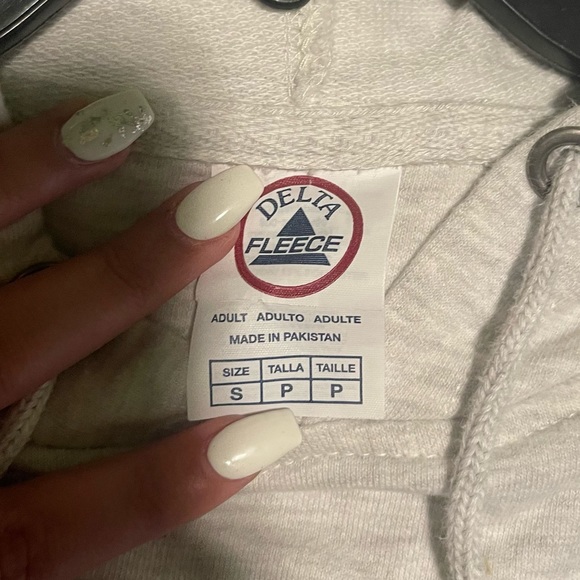 DELTA
FLEECE
ADULT ADULTO ADULTE
MADE IN PAKISTAN
SIZE TALLA TAILLE
S P P